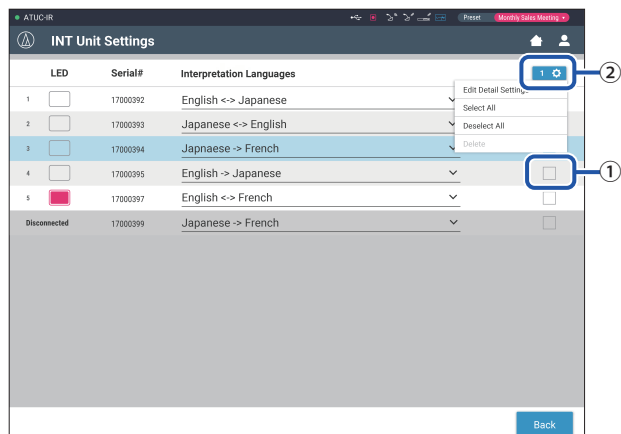 ATUC-IR Preset Monthly Sales Meeting
INT Unit Settings
LED Serial# Interpretation Languages 1 ②
Edit Detail Settings
1 17000392 English <-> Japanese
Select All
2 17000393 Japanese <-> English
Deselect All
3 17000394 Japnaese -> French
Delete
4 17000395 English -> Japanese ①
5 17000397 English <-> French
Disconnected 17000399 Japanese -> French
Back